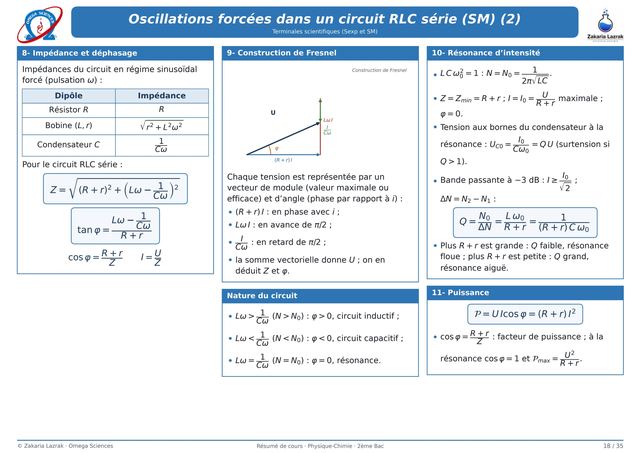 Oscillations forcées dans un circuit RLC série (SM) (2)
Terminales scientifiques (Sexp et SM)
Zakaria Lazrak
8- Impédance et déphasage
Impédances du circuit en regime sinusoïdal
forcé (pulsation ω) :
Dipôle Impédance
Résistor R R
Bobine (L, r) √(r² + L²ω²)
Condensateur C 1/(Cω)
Pour le circuit RLC série :
Z = √((R + r)² + (Lω − 1/(Cω))²)
tan φ = (Lω − 1/(Cω))/(R + r)
cos φ = (R + r)/Z I = U/Z
9- Construction de Fresnel
Construction de Fresnel
U
Lω I
I/(Cω)
φ
(R + r) I
Chaque tension est représentée par un
vecteur de module (valeur maximale ou
efficace) et d’angle (phase par rapport à i) :
• (R + r) I : en phase avec i ;
• Lω I : en avance de π/2 ;
• I/(Cω) : en retard de π/2 ;
• la somme vectorielle donne U ; on en
déduit Z et φ.
Nature du circuit
• Lω > 1/(Cω) (N > N₀) : φ > 0, circuit inductif ;
• Lω < 1/(Cω) (N < N₀) : φ < 0, circuit capacitif ;
• Lω = 1/(Cω) (N = N₀) : φ = 0, résonance.
10- Résonance d’intensité
• L C ω₀² = 1 : N = N₀ = 1/(2π√(LC)).
• Z = Zmin = R + r ; I = I₀ = U/(R + r) maximale ;
φ = 0.
• Tension aux bornes du condensateur à la
résonance : U_C0 = I₀/(Cω₀) = Q U (surtension si
Q > 1).
• Bande passante à −3 dB : I ≥ I₀/√2 ;
ΔN = N₂ − N₁ :
Q = N₀/ΔN = L ω₀/(R + r) = 1/((R + r) C ω₀)
• Plus R + r est grande : Q faible, résonance
floue ; plus R + r est petite : Q grand,
résonance aiguë.
11- Puissance
𝒫 = U I cos φ = (R + r) I²
• cos φ = (R + r)/Z : facteur de puissance ; à la
résonance cos φ = 1 et 𝒫max = U²/(R + r).
© Zakaria Lazrak · Omega Sciences
Résumé de cours · Physique-Chimie · 2ème Bac
18 / 35